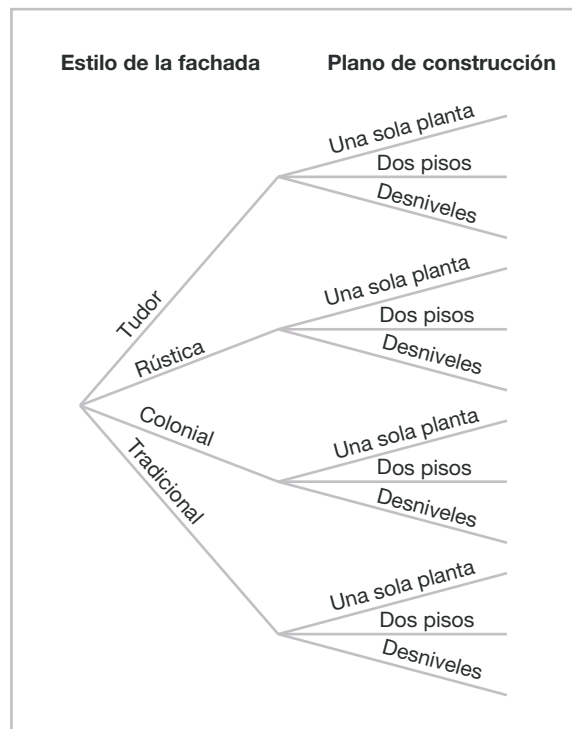 Estilo de la fachada
Plano de construcción
Tudor
Una sola planta
Dos pisos
Desniveles
Rústica
Una sola planta
Dos pisos
Desniveles
Colonial
Una sola planta
Dos pisos
Desniveles
Tradicional
Una sola planta
Dos pisos
Desniveles